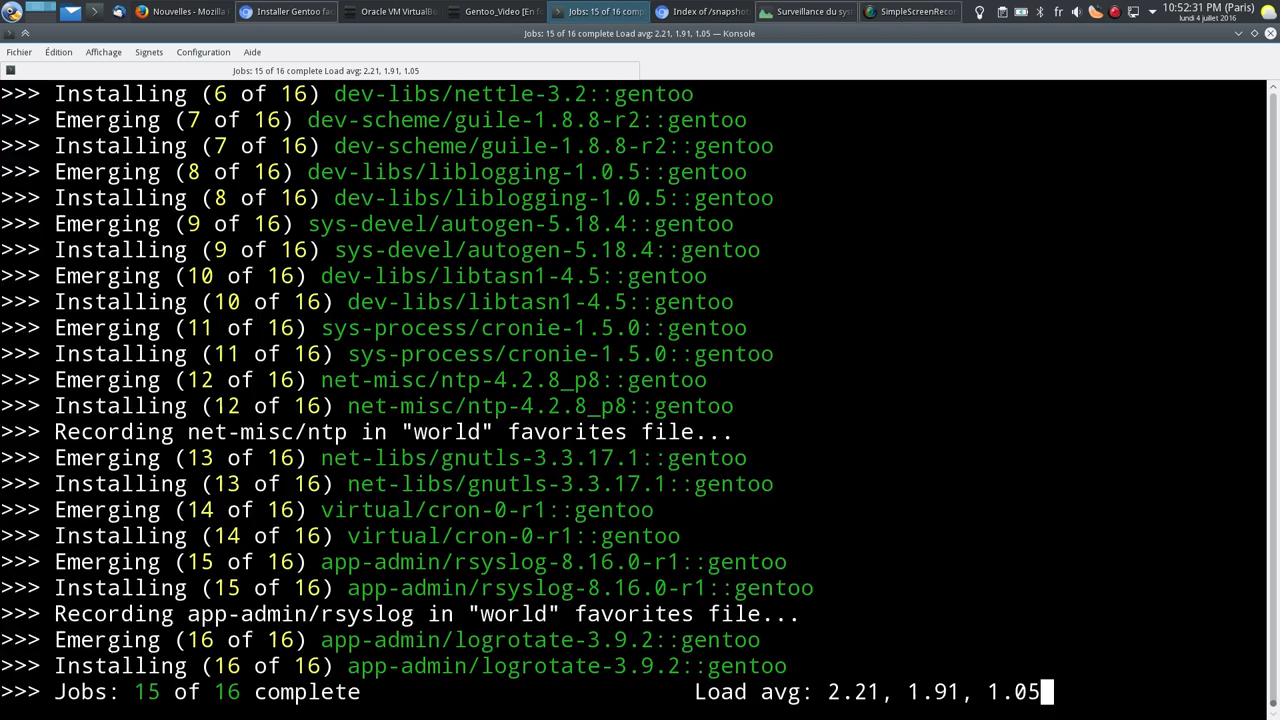 Nouvelles - Mozilla
Installer Gentoo fac
Oracle VM VirtualB
Gentoo_Video [En f
Jobs: 15 of 16 comp
Index of /snapshot
Surveillance du sy
SimpleScreenRec
fr
10:52:31 PM (Paris)
lundi 4 juillet 2016
Jobs: 15 of 16 complete Load avg: 2.21, 1.91, 1.05 — Konsole
Fichier Édition Affichage Signets Configuration Aide
Jobs: 15 of 16 complete Load avg: 2.21, 1.91, 1.05
>>> Installing (6 of 16) dev-libs/nettle-3.2::gentoo
>>> Emerging (7 of 16) dev-scheme/guile-1.8.8-r2::gentoo
>>> Installing (7 of 16) dev-scheme/guile-1.8.8-r2::gentoo
>>> Emerging (8 of 16) dev-libs/liblogging-1.0.5::gentoo
>>> Installing (8 of 16) dev-libs/liblogging-1.0.5::gentoo
>>> Emerging (9 of 16) sys-devel/autogen-5.18.4::gentoo
>>> Installing (9 of 16) sys-devel/autogen-5.18.4::gentoo
>>> Emerging (10 of 16) dev-libs/libtasn1-4.5::gentoo
>>> Installing (10 of 16) dev-libs/libtasn1-4.5::gentoo
>>> Emerging (11 of 16) sys-process/cronie-1.5.0::gentoo
>>> Installing (11 of 16) sys-process/cronie-1.5.0::gentoo
>>> Emerging (12 of 16) net-misc/ntp-4.2.8_p8::gentoo
>>> Installing (12 of 16) net-misc/ntp-4.2.8_p8::gentoo
>>> Recording net-misc/ntp in "world" favorites file...
>>> Emerging (13 of 16) net-libs/gnutls-3.3.17.1::gentoo
>>> Installing (13 of 16) net-libs/gnutls-3.3.17.1::gentoo
>>> Emerging (14 of 16) virtual/cron-0-r1::gentoo
>>> Installing (14 of 16) virtual/cron-0-r1::gentoo
>>> Emerging (15 of 16) app-admin/rsyslog-8.16.0-r1::gentoo
>>> Installing (15 of 16) app-admin/rsyslog-8.16.0-r1::gentoo
>>> Recording app-admin/rsyslog in "world" favorites file...
>>> Emerging (16 of 16) app-admin/logrotate-3.9.2::gentoo
>>> Installing (16 of 16) app-admin/logrotate-3.9.2::gentoo
>>> Jobs: 15 of 16 complete Load avg: 2.21, 1.91, 1.05